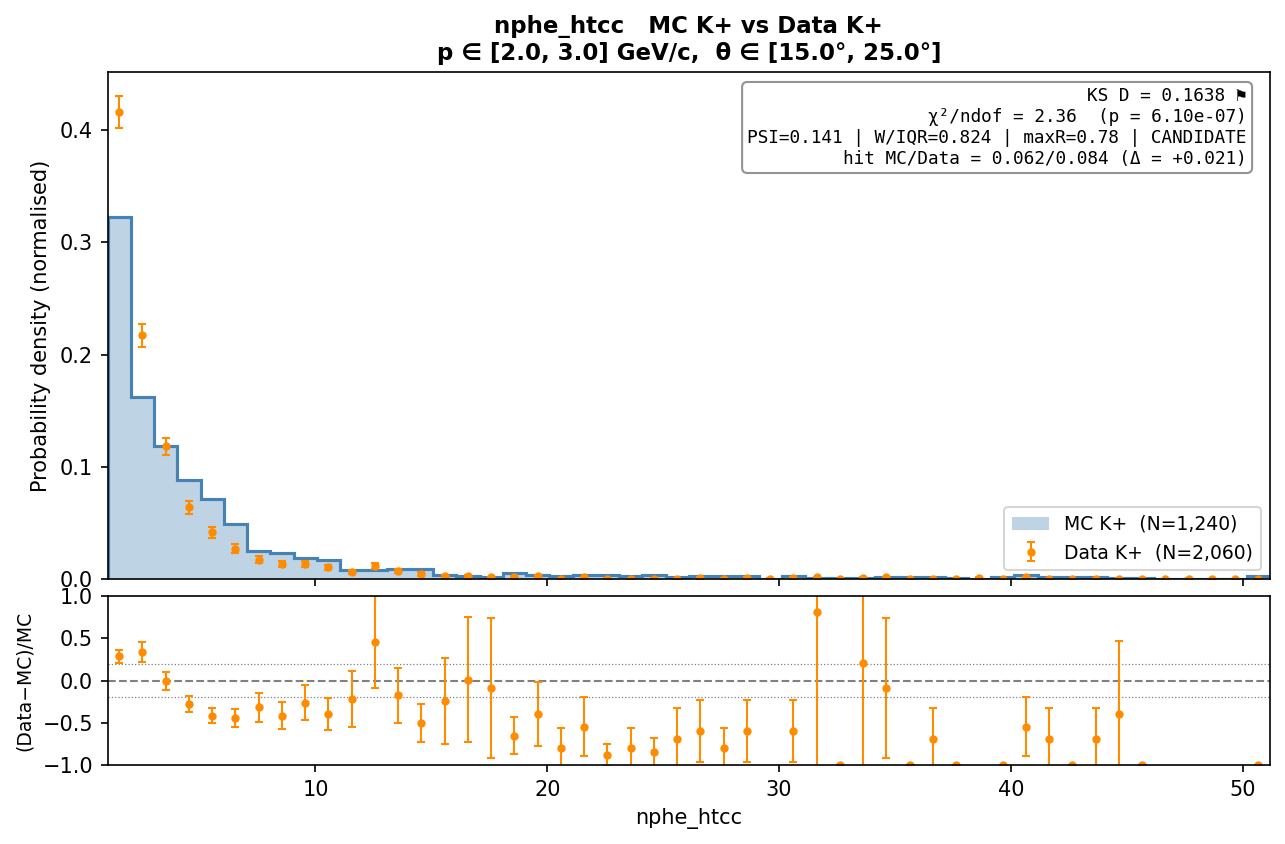 nphe_htcc   MC K+ vs Data K+
p ∈ [2.0, 3.0] GeV/c,  θ ∈ [15.0°, 25.0°]
KS D = 0.1638 ⚑
χ²/ndof = 2.36  (p = 6.10e-07)
PSI=0.141 | W/IQR=0.824 | maxR=0.78 | CANDIDATE
hit MC/Data = 0.062/0.084 (Δ = +0.021)
Probability density (normalised)
0.4
0.3
0.2
0.1
0.0
MC K+  (N=1,240)
Data K+  (N=2,060)
(Data−MC)/MC
1.0
0.5
0.0
−0.5
−1.0
10 20 30 40 50
nphe_htcc